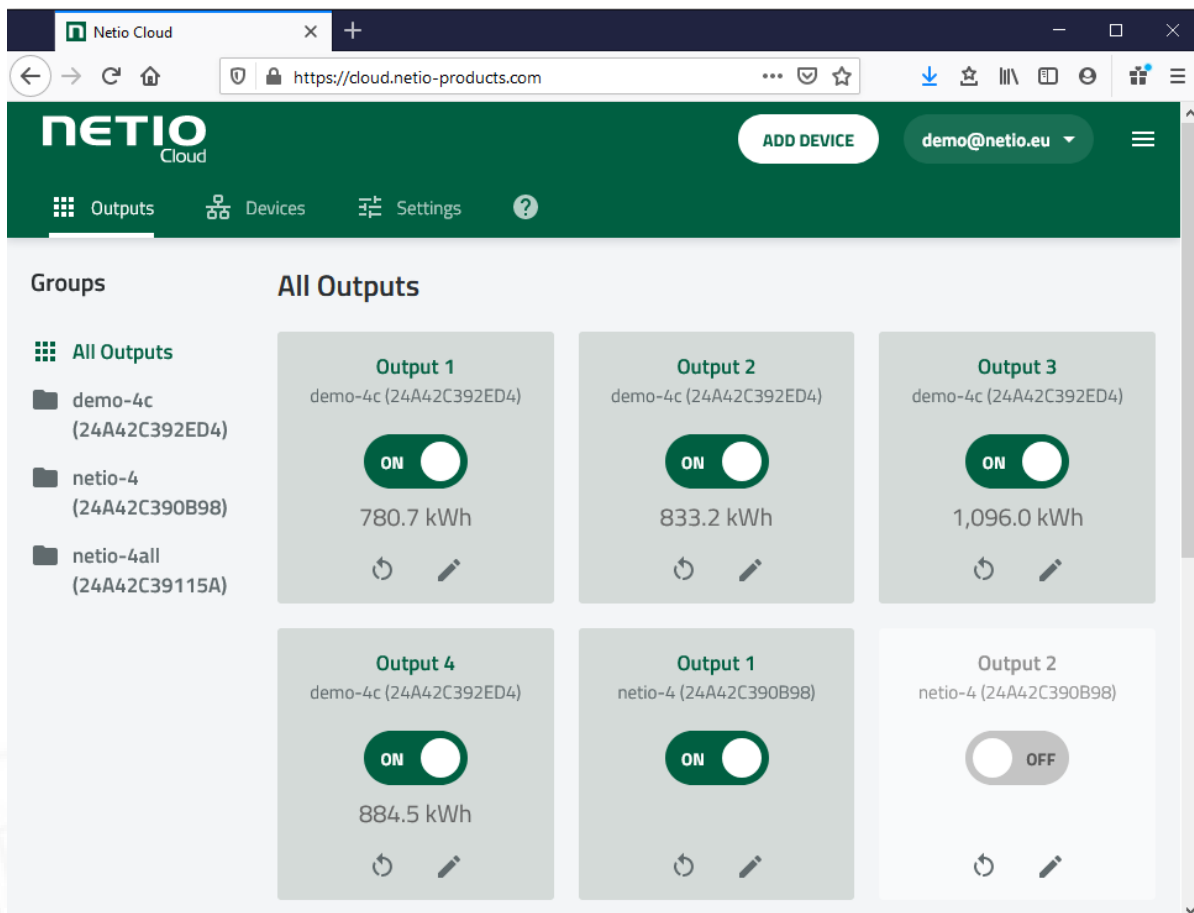 Netio Cloud
https://cloud.netio-products.com
NETIO
Cloud
ADD DEVICE
demo@netio.eu
Outputs
Devices
Settings
?
Groups
All Outputs
demo-4c
(24A42C392ED4)
netio-4
(24A42C390B98)
netio-4all
(24A42C39115A)
All Outputs
Output 1
demo-4c (24A42C392ED4)
ON
780.7 kWh
Output 2
demo-4c (24A42C392ED4)
ON
833.2 kWh
Output 3
demo-4c (24A42C392ED4)
ON
1,096.0 kWh
Output 4
demo-4c (24A42C392ED4)
ON
884.5 kWh
Output 1
netio-4 (24A42C390B98)
ON
Output 2
netio-4 (24A42C390B98)
OFF